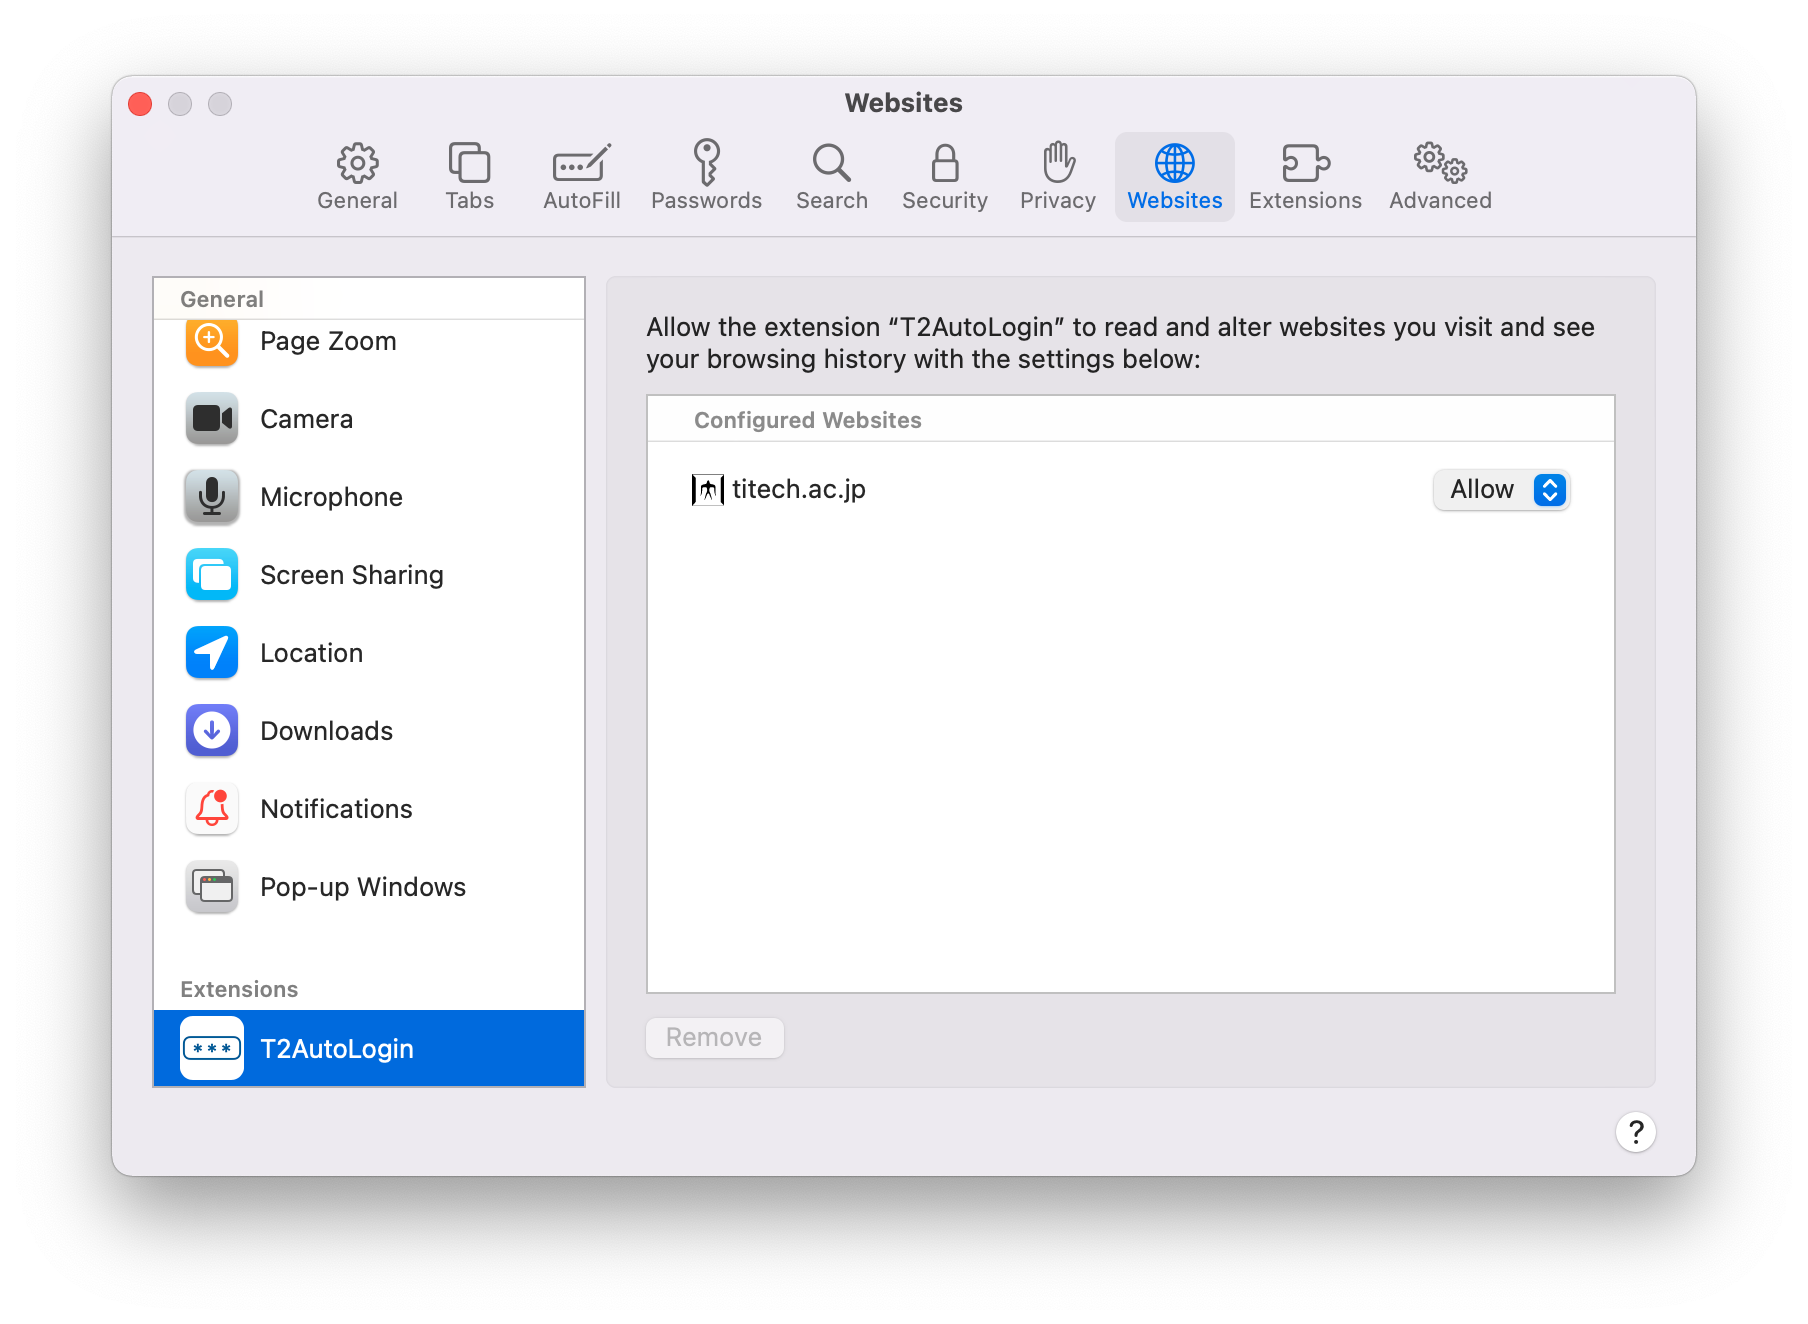 Websites
General
Tabs
AutoFill
Passwords
Search
Security
Privacy
Websites
Extensions
Advanced
General
Page Zoom
Camera
Microphone
Screen Sharing
Location
Downloads
Notifications
Pop-up Windows
Extensions
***
T2AutoLogin
Allow the extension “T2AutoLogin” to read and alter websites you visit and see
your browsing history with the settings below:
Configured Websites
titech.ac.jp
Allow
Remove
?